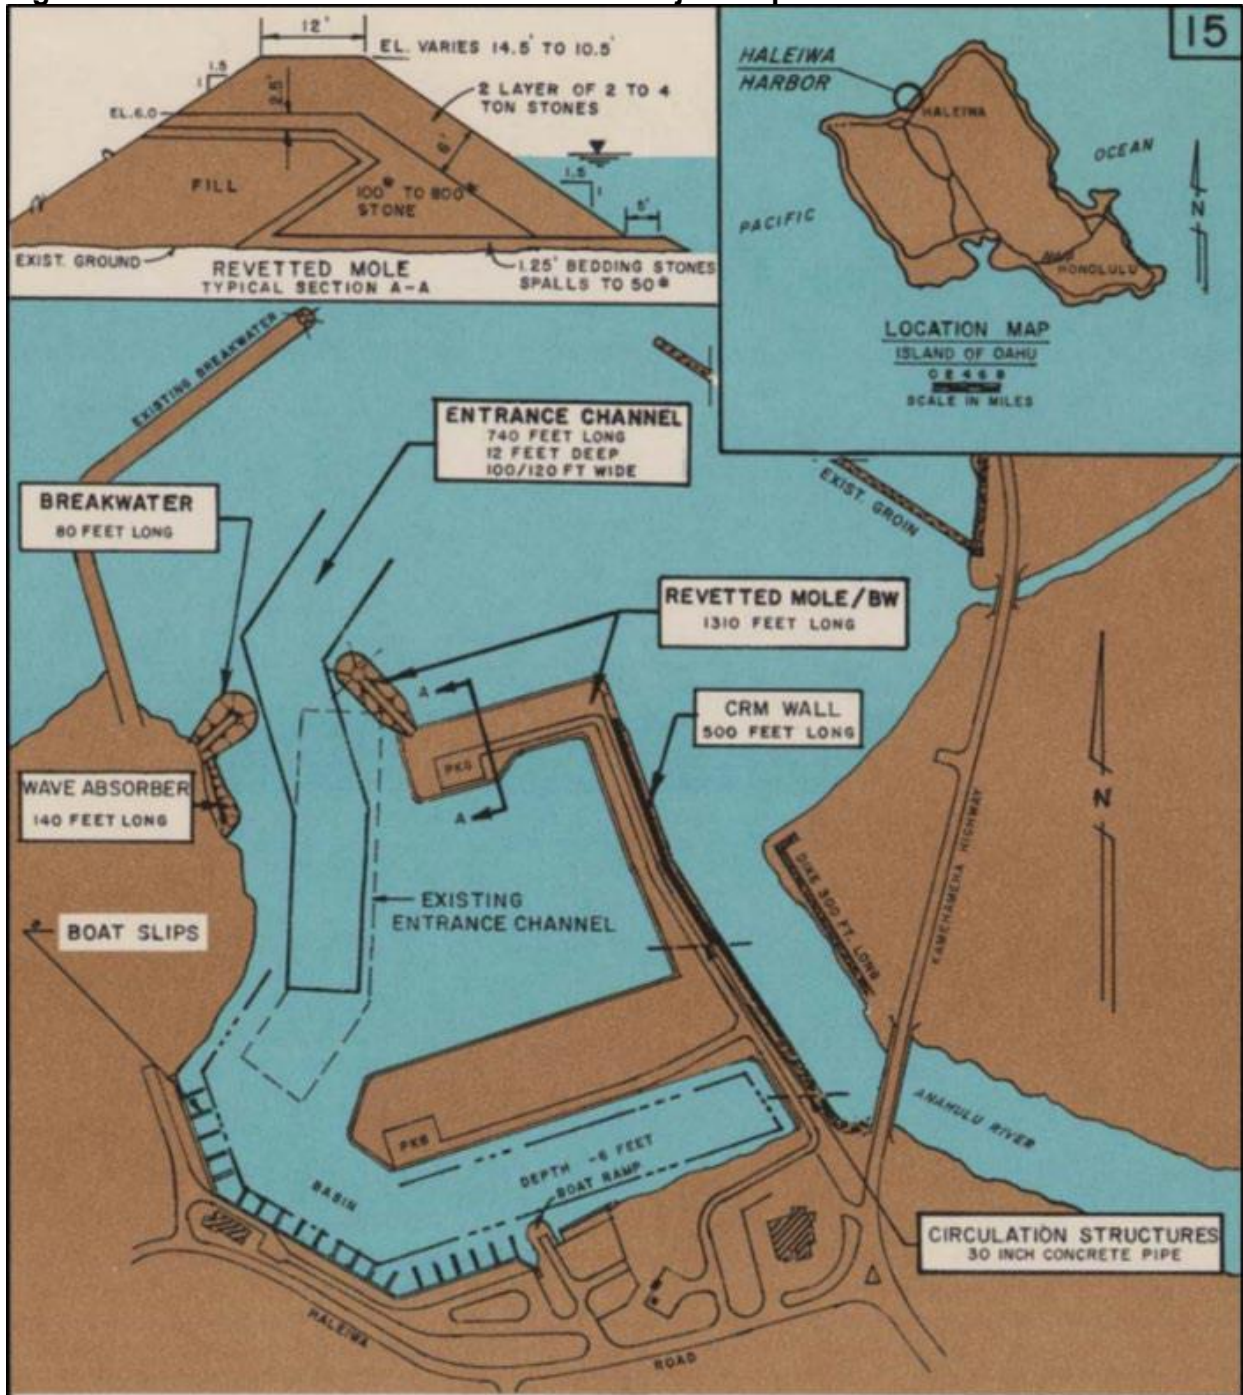 15
12'
EL. VARIES 14.5' TO 10.5'
1.5
1
2.5'
2 LAYER OF 2 TO 4
TON STONES
EL.6.0
6'
FILL
100# TO 800#
STONE
1.5
1
5'
EXIST. GROUND
REVETTED MOLE
TYPICAL SECTION A-A
1.25' BEDDING STONES
SPALLS TO 50#
HALEIWA
HARBOR
HALEIWA
OCEAN
PACIFIC
N
HONOLULU
LOCATION MAP
ISLAND OF OAHU
0 2 4 6 8
SCALE IN MILES
EXISTING BREAKWATER
ENTRANCE CHANNEL
740 FEET LONG
12 FEET DEEP
100/120 FT WIDE
EXIST. GROIN
BREAKWATER
80 FEET LONG
REVETTED MOLE/BW
1310 FEET LONG
A
CRM WALL
500 FEET LONG
PKG
WAVE ABSORBER
140 FEET LONG
A
N
KAMEHAMEHA HIGHWAY
DIKE 300 FT. LONG
EXISTING
ENTRANCE CHANNEL
BOAT SLIPS
ANAHULU RIVER
PKG
DEPTH -6 FEET
BOAT RAMP
BASIN
CIRCULATION STRUCTURES
30 INCH CONCRETE PIPE
HALEIWA
ROAD